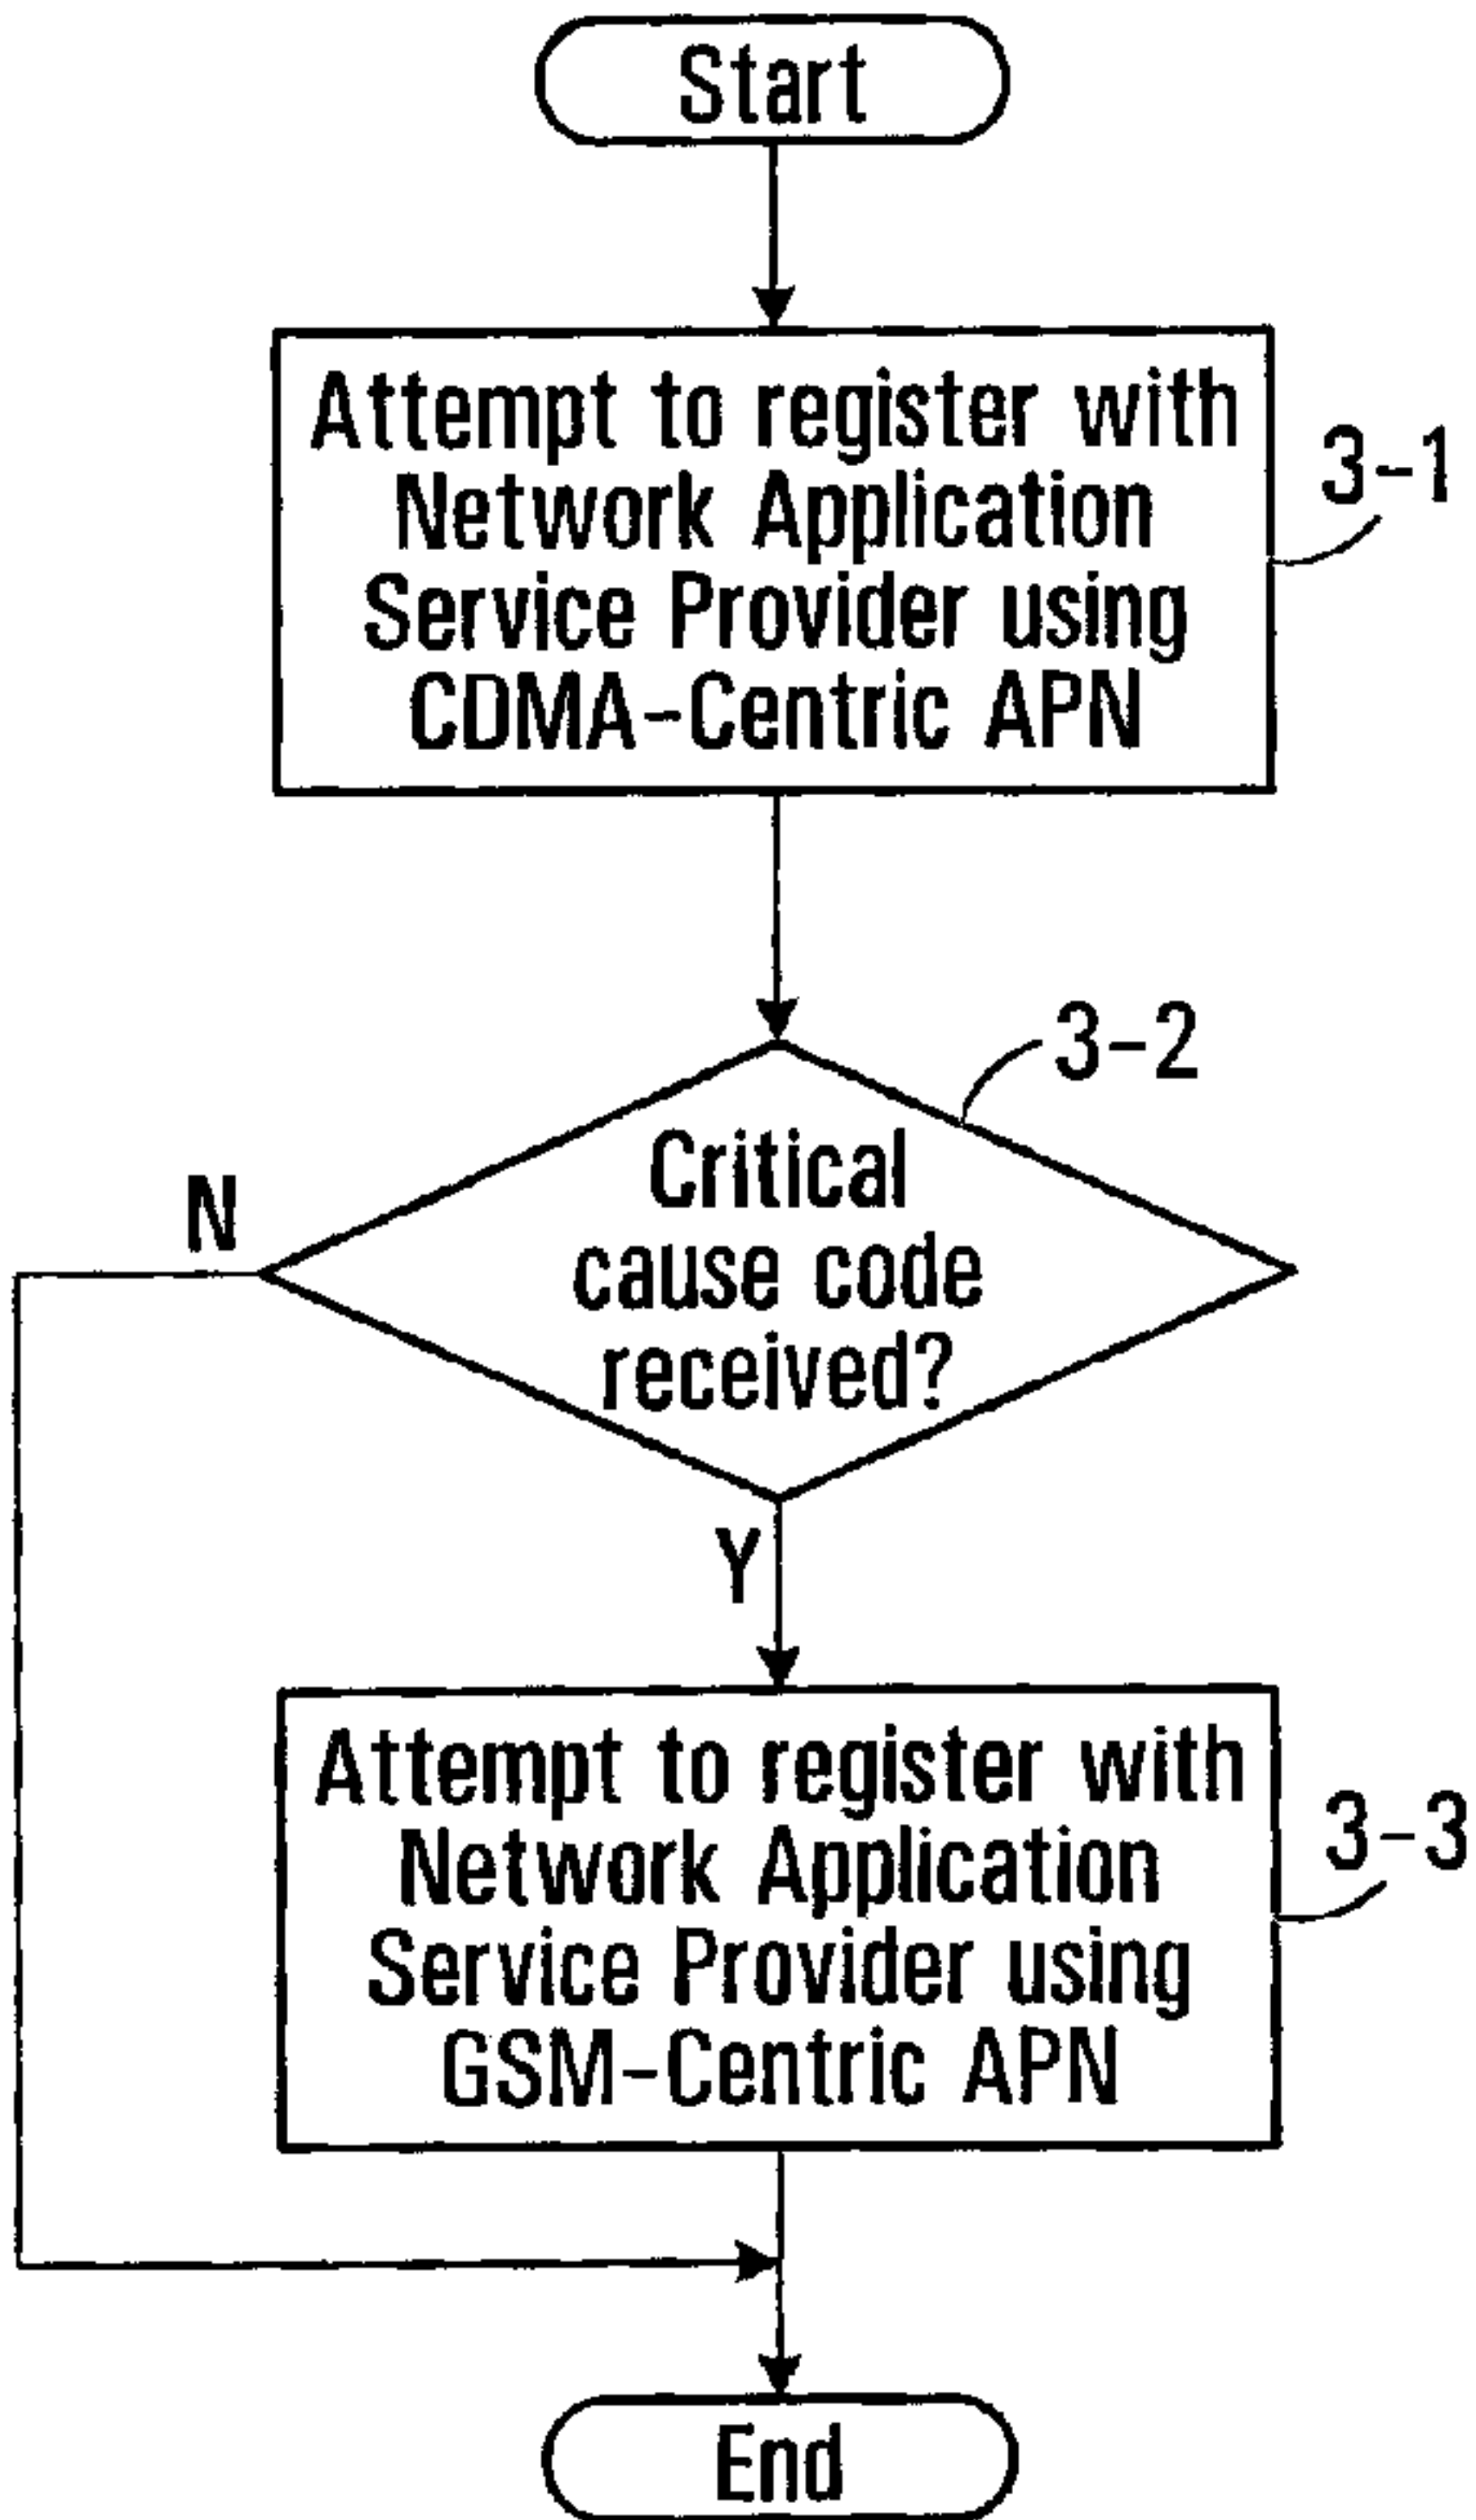 Start
Attempt to register with
Network Application
Service Provider using
CDMA-Centric APN
3-1
3-2
Critical
cause code
received?
N
Y
Attempt to register with
Network Application
Service Provider using
GSM-Centric APN
3-3
End